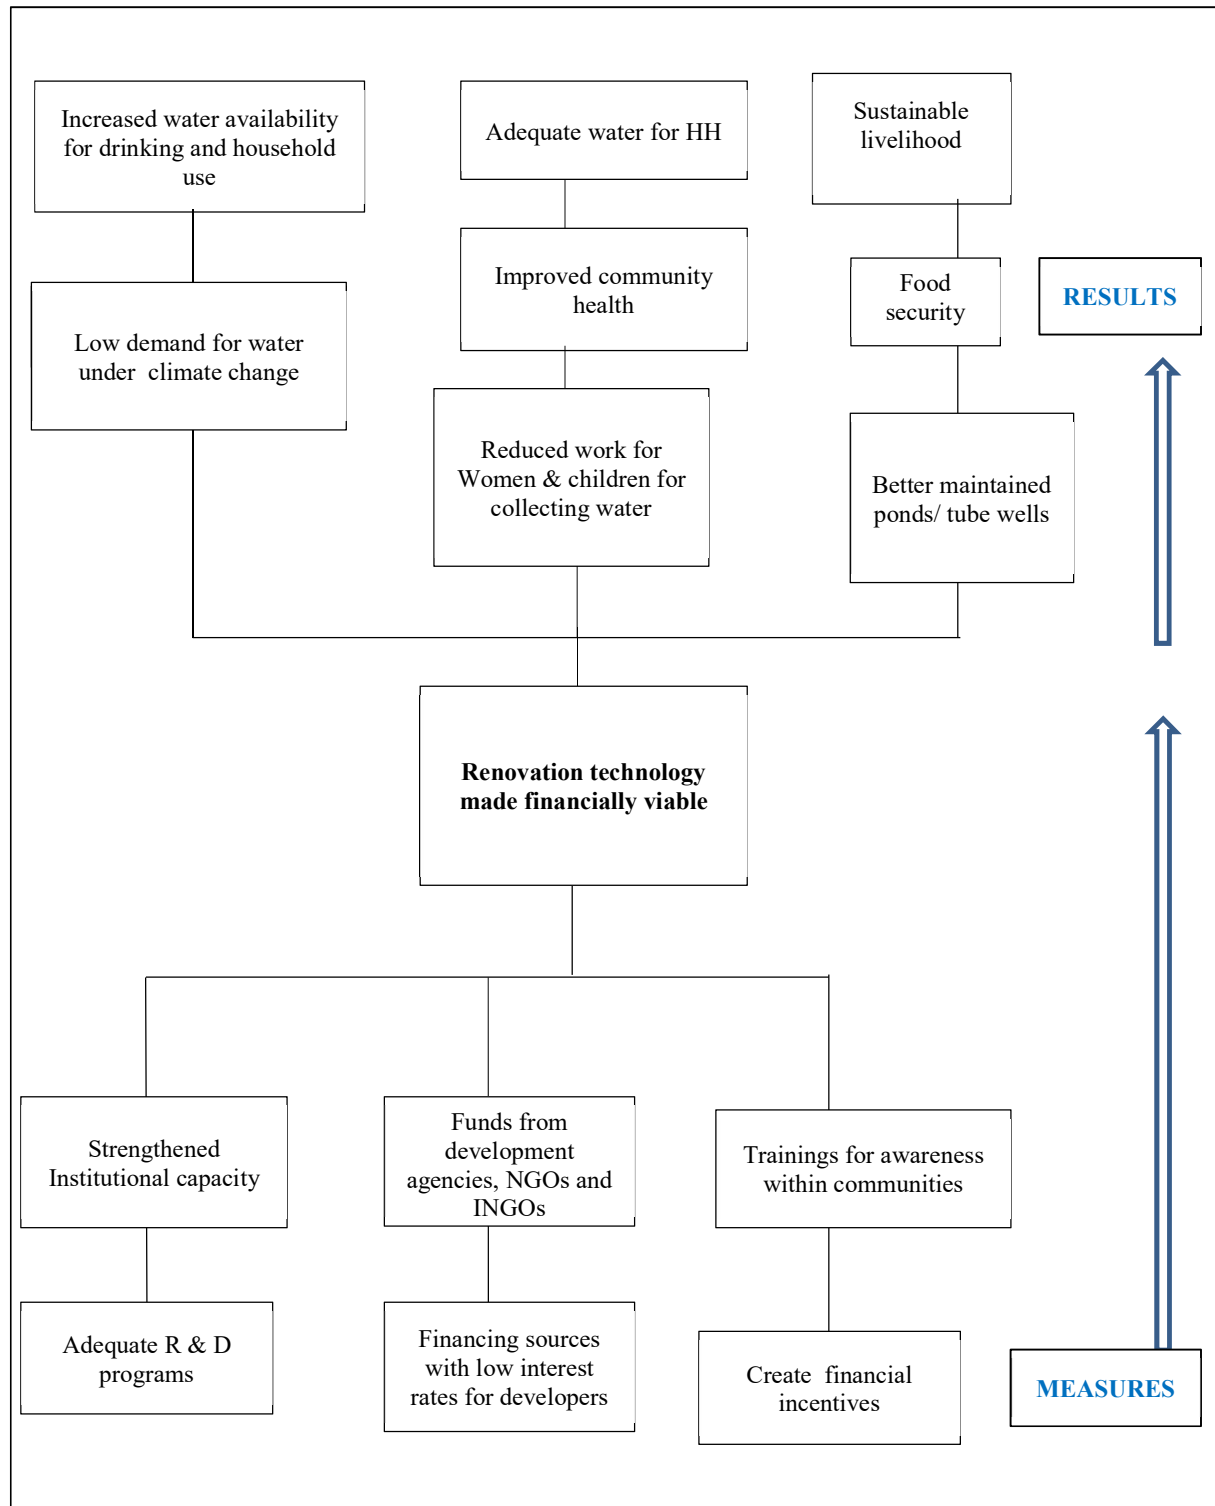 Increased water availability
for drinking and household
use
Adequate water for HH
Sustainable
livelihood
Low demand for water
under climate change
Improved community
health
Food
security
RESULTS
Reduced work for
Women & children for
collecting water
Better maintained
ponds/ tube wells
Renovation technology
made financially viable
Strengthened
Institutional capacity
Funds from
development
agencies, NGOs and
INGOs
Trainings for awareness
within communities
Adequate R & D
programs
Financing sources
with low interest
rates for developers
Create financial
incentives
MEASURES